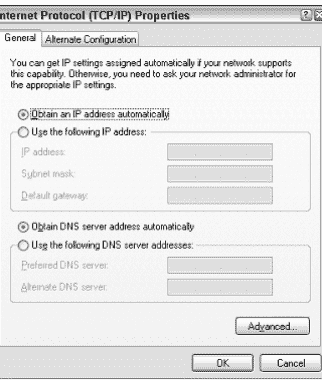 nternet Protocol (TCP/IP) Properties
General
Alternate Configuration
You can get IP settings assigned automatically if your network supports
this capability. Otherwise, you need to ask your network administrator for
the appropriate IP settings.
Obtain an IP address automatically
Use the following IP address:
IP address:
Subnet mask:
Default gateway:
Obtain DNS server address automatically
Use the following DNS server addresses:
Preferred DNS server:
Alternate DNS server:
Advanced...
OK
Cancel